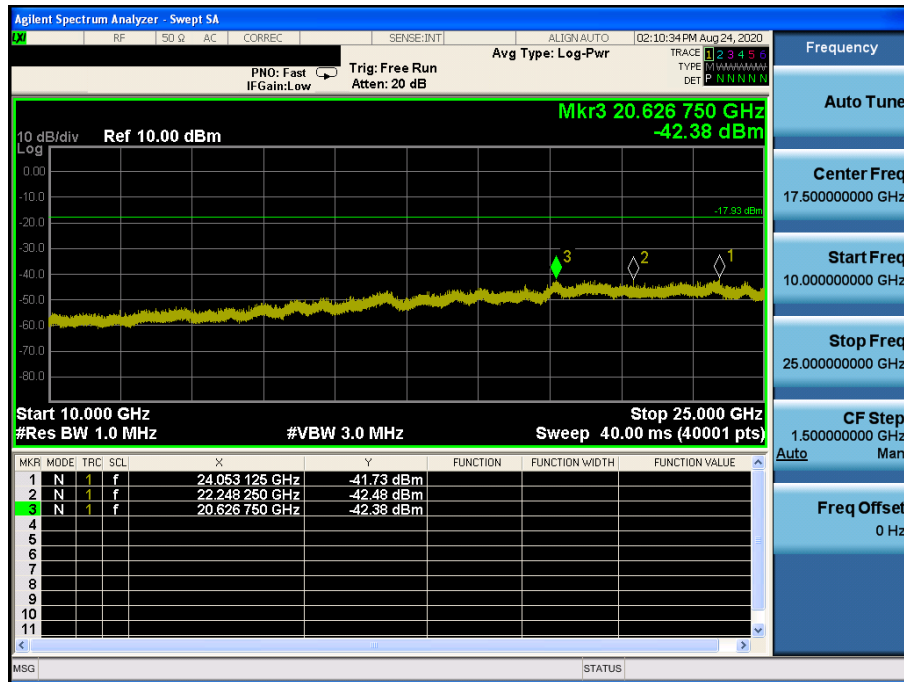 Agilent Spectrum Analyzer - Swept SA
LXI RF 50 Ω AC CORREC SENSE:INT ALIGN AUTO 02:10:34 PM Aug 24, 2020
Avg Type: Log-Pwr TRACE 1 2 3 4 5 6
PNO: Fast Trig: Free Run TYPE M W W W W W
IFGain:Low Atten: 20 dB DET P N N N N N
Mkr3 20.626 750 GHz
-42.38 dBm
10 dB/div Ref 10.00 dBm
Log
0.00
-10.0
-20.0
-30.0
-40.0
-50.0
-60.0
-70.0
-80.0
-17.93 dBm
3 2 1
Start 10.000 GHz Stop 25.000 GHz
#Res BW 1.0 MHz #VBW 3.0 MHz Sweep 40.00 ms (40001 pts)
MKR MODE TRC SCL X Y FUNCTION FUNCTION WIDTH FUNCTION VALUE
1 N 1 f 24.053 125 GHz -41.73 dBm
2 N 1 f 22.248 250 GHz -42.48 dBm
3 N 1 f 20.626 750 GHz -42.38 dBm
4
5
6
7
8
9
10
11
MSG STATUS
Frequency
Auto Tune
Center Freq
17.500000000 GHz
Start Freq
10.000000000 GHz
Stop Freq
25.000000000 GHz
CF Step
1.500000000 GHz
Auto Man
Freq Offset
0 Hz